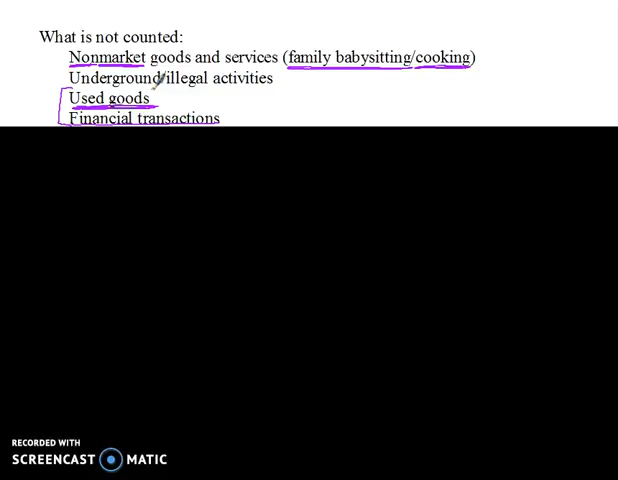 What is not counted:
Nonmarket goods and services (family babysitting/cooking)
Underground/illegal activities
Used goods
Financial transactions
RECORDED WITH
SCREENCAST MATIC